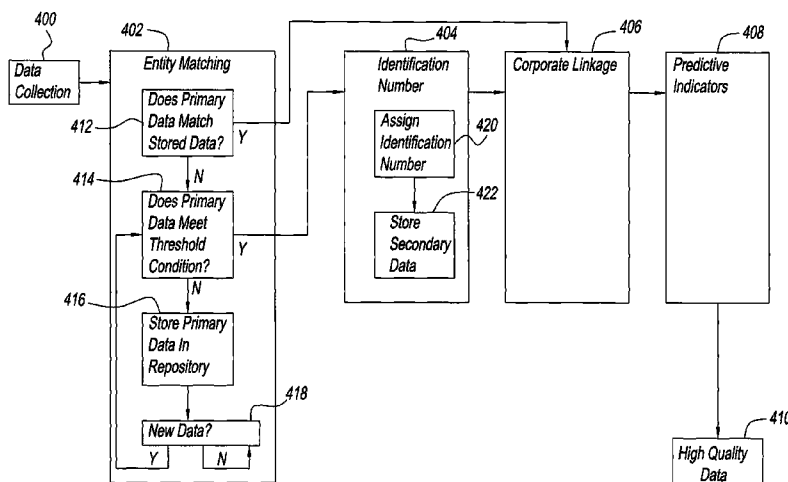 400
Data
Collection
402
Entity Matching
412
Does Primary
Data Match
Stored Data?
Y
N
414
Does Primary
Data Meet
Threshold
Condition?
Y
N
416
Store Primary
Data In
Repository
418
New Data?
Y
N
404
Identification
Number
Assign
Identification
Number
420
422
Store
Secondary
Data
406
Corporate Linkage
408
Predictive
Indicators
410
High Quality
Data